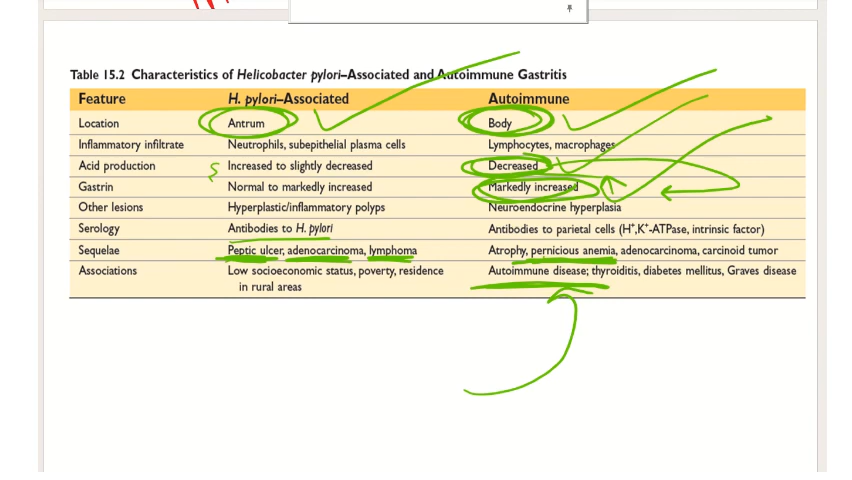 Table 15.2 Characteristics of Helicobacter pylori–Associated and Autoimmune Gastritis
Feature H. pylori–Associated Autoimmune
Location Antrum Body
Inflammatory infiltrate Neutrophils, subepithelial plasma cells Lymphocytes, macrophages
Acid production Increased to slightly decreased Decreased
Gastrin Normal to markedly increased Markedly increased
Other lesions Hyperplastic/inflammatory polyps Neuroendocrine hyperplasia
Serology Antibodies to H. pylori Antibodies to parietal cells (H+,K+-ATPase, intrinsic factor)
Sequelae Peptic ulcer, adenocarcinoma, lymphoma Atrophy, pernicious anemia, adenocarcinoma, carcinoid tumor
Associations Low socioeconomic status, poverty, residence Autoimmune disease; thyroiditis, diabetes mellitus, Graves disease
in rural areas